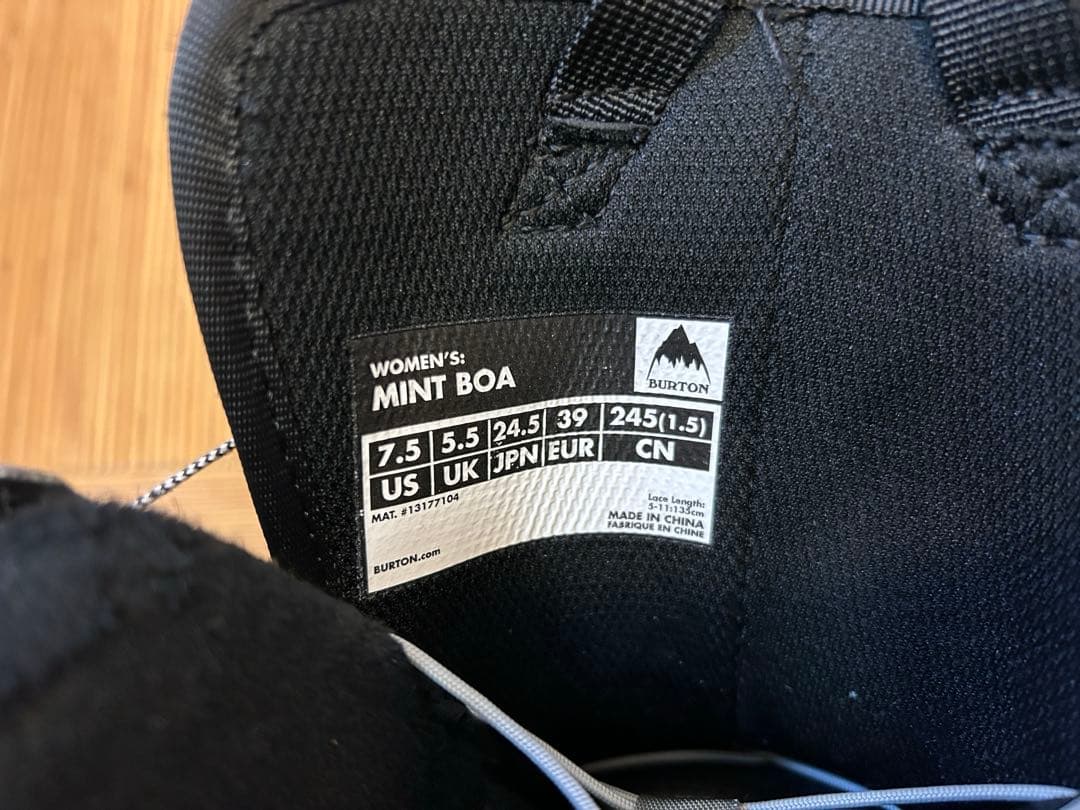 WOMEN'S:
MINT BOA
BURTON
7.5 5.5 24.5 39 245(1.5)
US UK JPN EUR CN
MAT. #13177104
Lace Length:
5-11:135cm
MADE IN CHINA
FABRIQUE EN CHINE
BURTON.com